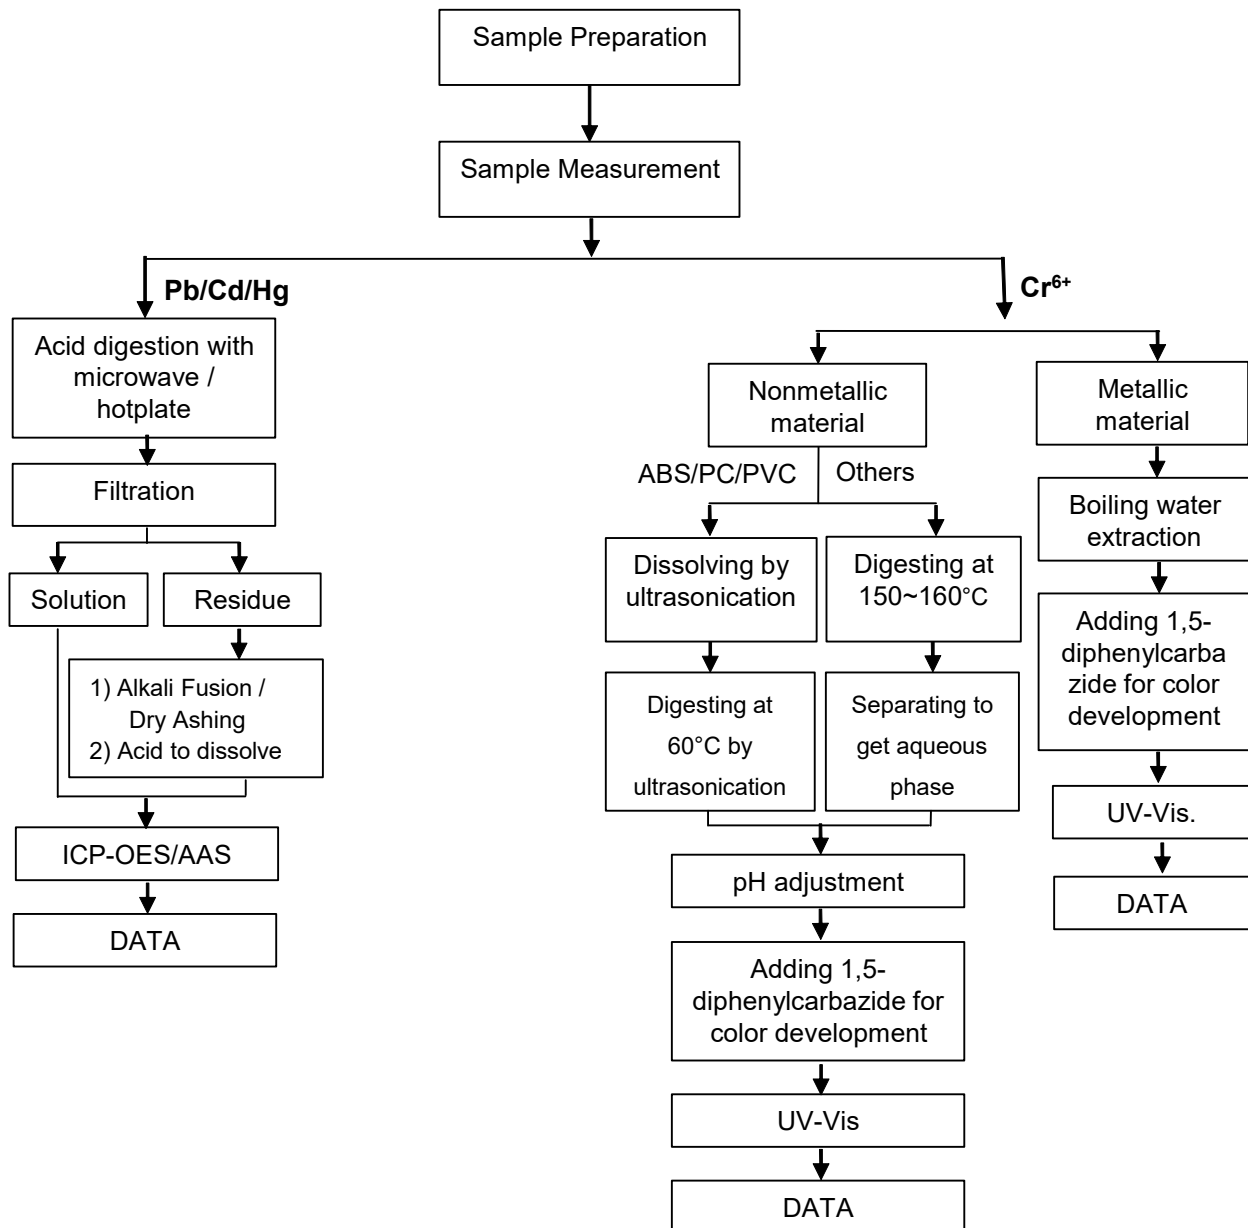 Sample Preparation
Sample Measurement
Pb/Cd/Hg
Cr⁶⁺
Acid digestion with
microwave /
hotplate
Filtration
Solution
Residue
1) Alkali Fusion /
Dry Ashing
2) Acid to dissolve
ICP-OES/AAS
DATA
Nonmetallic
material
ABS/PC/PVC
Others
Dissolving by
ultrasonication
Digesting at
150~160°C
Digesting at
60°C by
ultrasonication
Separating to
get aqueous
phase
pH adjustment
Adding 1,5-
diphenylcarbazide for
color development
UV-Vis
DATA
Metallic
material
Boiling water
extraction
Adding 1,5-
diphenylcarba
zide for color
development
UV-Vis.
DATA